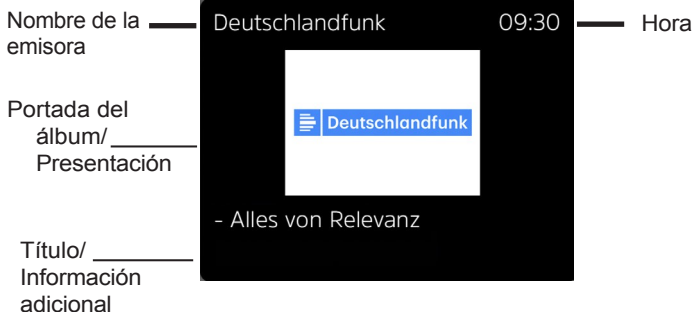 Nombre de la
emisora
Deutschlandfunk 09:30
Hora
Portada del
álbum/
Presentación
Deutschlandfunk
- Alles von Relevanz
Título/
Información
adicional